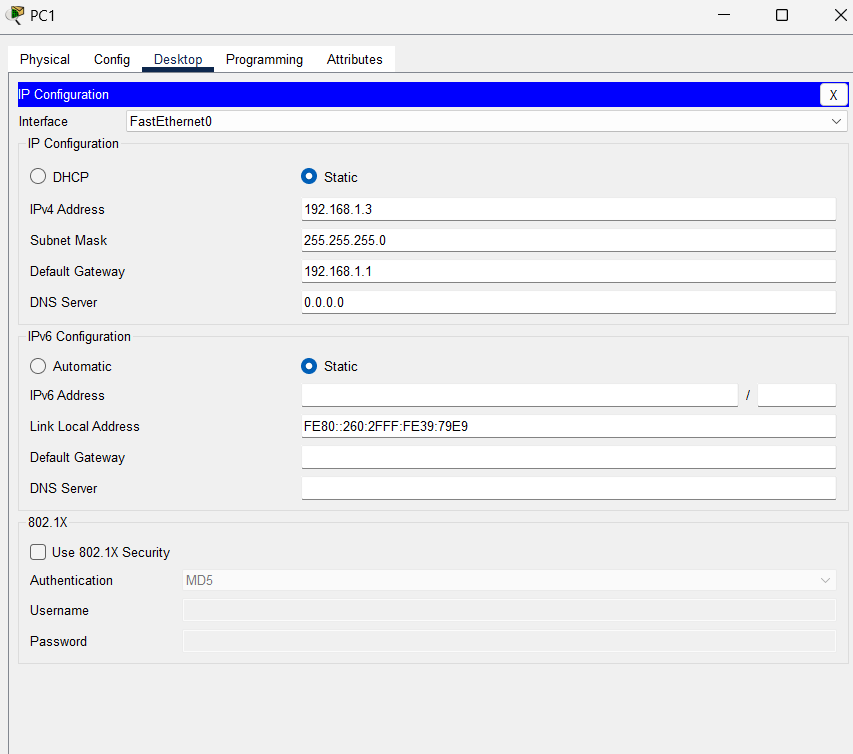 PC1
Physical Config Desktop Programming Attributes
IP Configuration X
Interface FastEthernet0
IP Configuration
DHCP Static
IPv4 Address 192.168.1.3
Subnet Mask 255.255.255.0
Default Gateway 192.168.1.1
DNS Server 0.0.0.0
IPv6 Configuration
Automatic Static
IPv6 Address /
Link Local Address FE80::260:2FFF:FE39:79E9
Default Gateway
DNS Server
802.1X
Use 802.1X Security
Authentication MD5
Username
Password